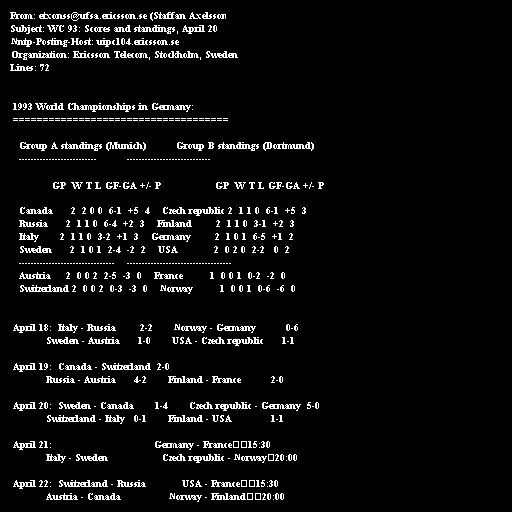 From: etxonss@ufsa.ericsson.se (Staffan Axelsson
Subject: WC 93: Scores and standings, April 20
Nntp-Posting-Host: uipc104.ericsson.se
Organization: Ericsson Telecom, Stockholm, Sweden
Lines: 72
1993 World Championships in Germany:
====================================
Group A standings (Munich) Group B standings (Dortmund)
-------------------------- ----------------------------
GP W T L GF-GA +/- P GP W T L GF-GA +/- P
Canada 2 2 0 0 6-1 +5 4 Czech republic 2 1 1 0 6-1 +5 3
Russia 2 1 1 0 6-4 +2 3 Finland 2 1 1 0 3-1 +2 3
Italy 2 1 1 0 3-2 +1 3 Germany 2 1 0 1 6-5 +1 2
Sweden 2 1 0 1 2-4 -2 2 USA 2 0 2 0 2-2 0 2
-----------------------------------------------------------------------
Austria 2 0 0 2 2-5 -3 0 France 1 0 0 1 0-2 -2 0
Switzerland 2 0 0 2 0-3 -3 0 Norway 1 0 0 1 0-6 -6 0
April 18: Italy - Russia 2-2 Norway - Germany 0-6
Sweden - Austria 1-0 USA - Czech republic 1-1
April 19: Canada - Switzerland 2-0
Russia - Austria 4-2 Finland - France 2-0
April 20: Sweden - Canada 1-4 Czech republic - Germany 5-0
Switzerland - Italy 0-1 Finland - USA 1-1
April 21: Germany - France□□15:30
Italy - Sweden Czech republic - Norway□20:00
April 22: Switzerland - Russia USA - France□□15:30
Austria - Canada Norway - Finland□□20:00